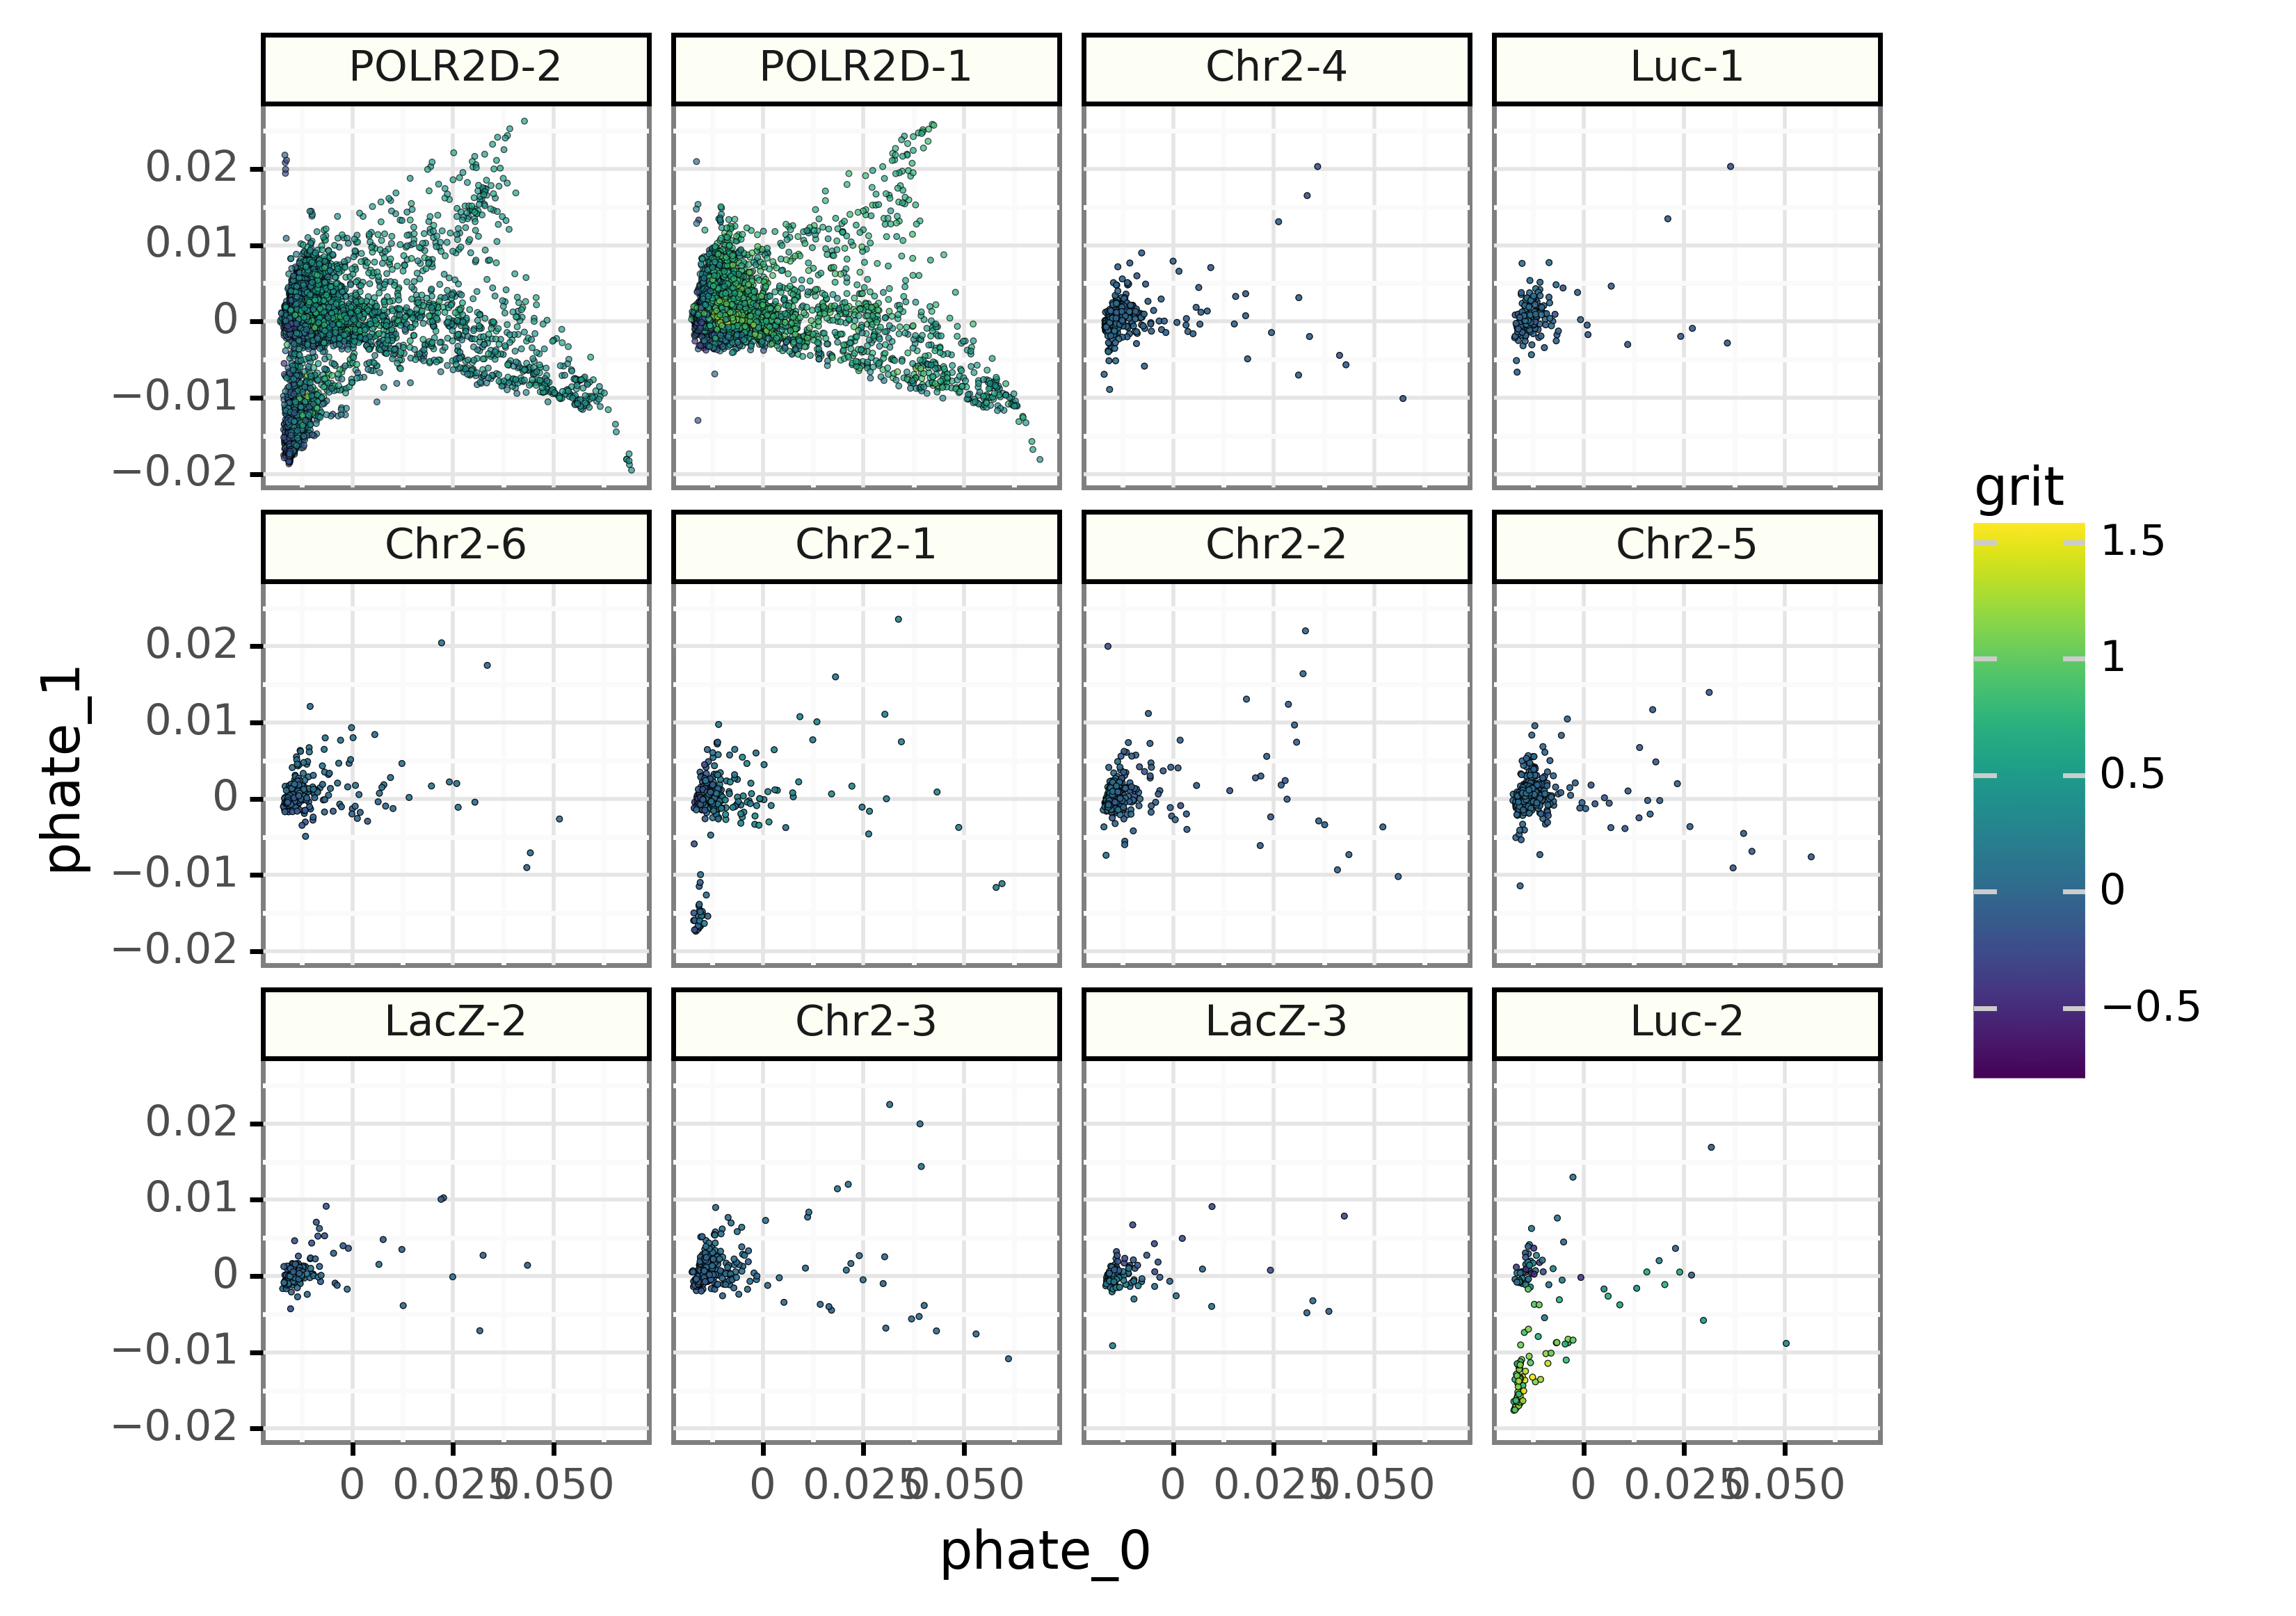 POLR2D-2 POLR2D-1 Chr2-4 Luc-1
0.02
0.01
0
−0.01
−0.02
Chr2-6 Chr2-1 Chr2-2 Chr2-5
0.02
0.01
0
−0.01
−0.02
LacZ-2 Chr2-3 LacZ-3 Luc-2
0.02
0.01
0
−0.01
−0.02
0 0.025 0.050 0 0.025 0.050 0 0.025 0.050 0 0.025 0.050
phate_0
phate_1
grit
1.5
1
0.5
0
−0.5